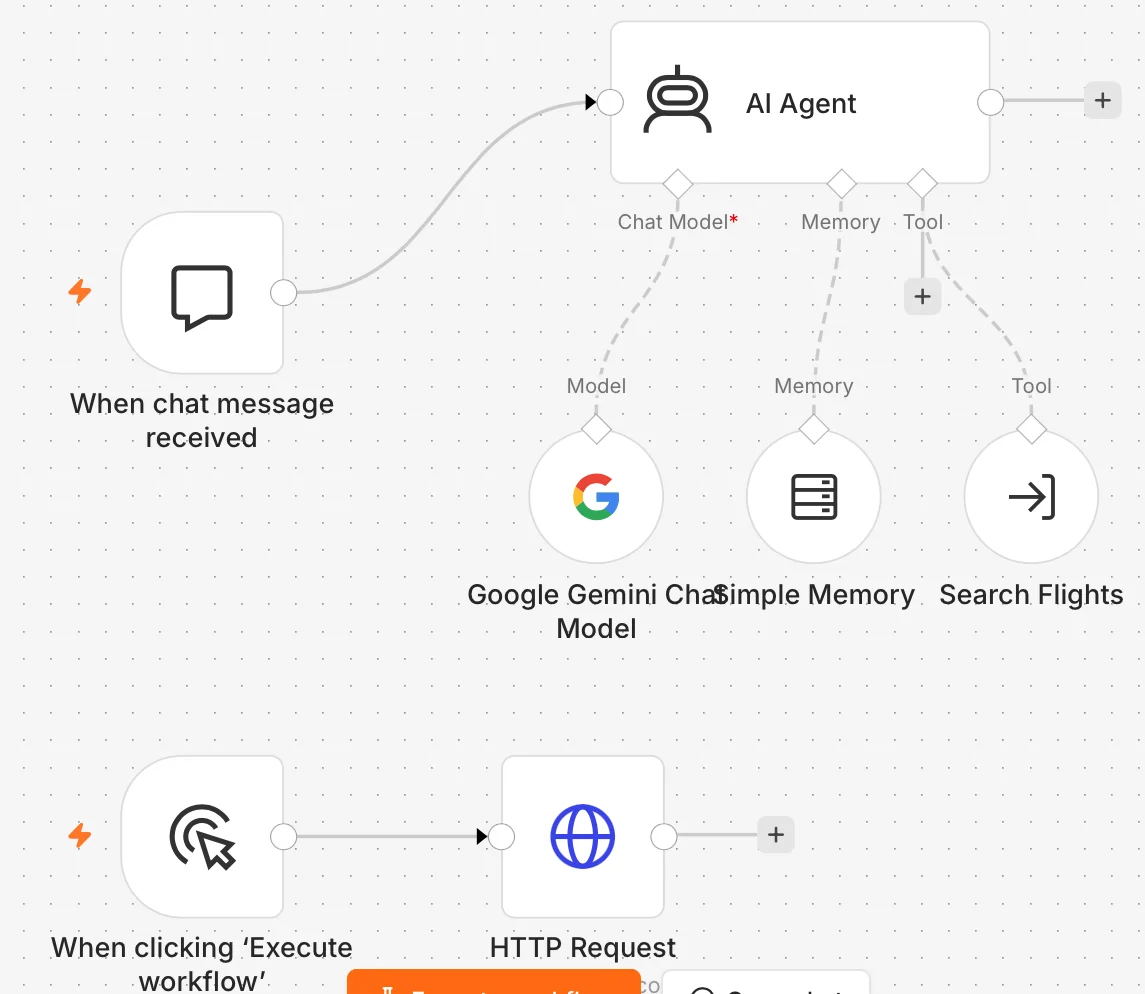 AI Agent
Chat Model*
Memory
Tool
When chat message
received
Model
Memory
Tool
Google Gemini Chat
Model
Simple Memory
Search Flights
When clicking ‘Execute
workflow’
HTTP Request